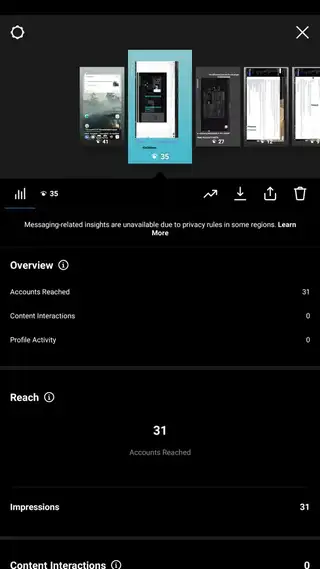 41
35
27
12
9
35
Messaging-related insights are unavailable due to privacy rules in some regions. Learn
More
Overview
Accounts Reached 31
Content Interactions 0
Profile Activity 0
Reach
31
Accounts Reached
Impressions 31
Content Interactions 0